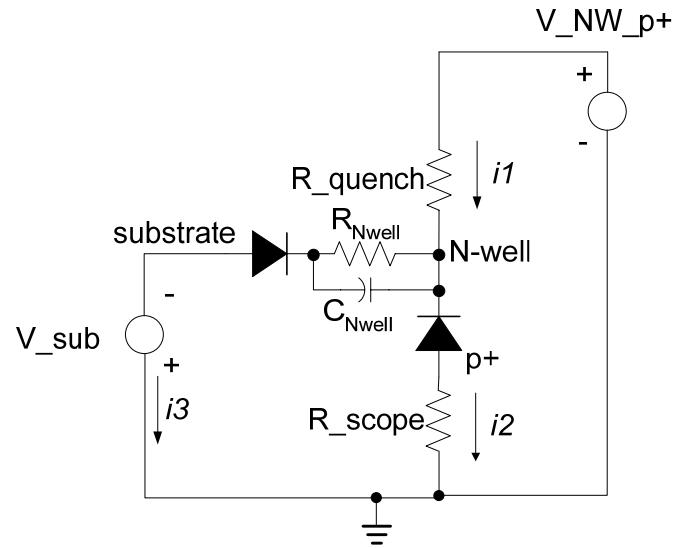 V_NW_p+
+
-
R_quench
i1
R_Nwell
substrate
N-well
C_Nwell
-
V_sub
+
p+
i3
R_scope
i2